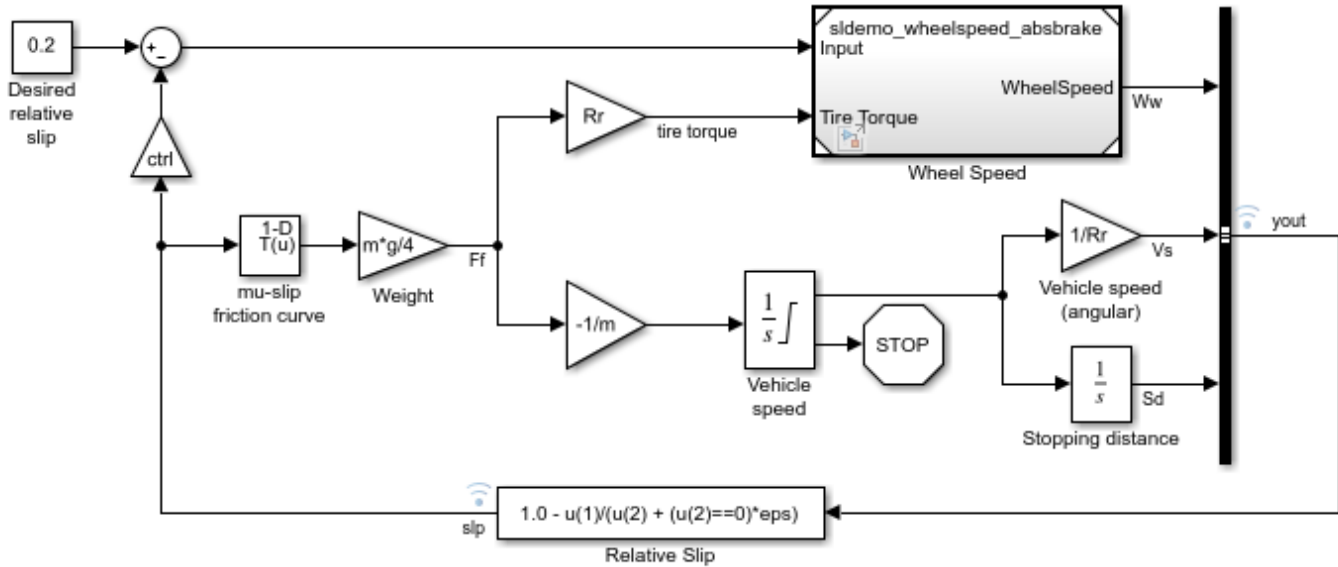 0.2
Desired
relative
slip
+
−
ctrl
sldemo_wheelspeed_absbrake
Input
WheelSpeed
Tire Torque
Wheel Speed
Ww
Rr
tire torque
1-D
T(u)
mu-slip
friction curve
m*g/4
Weight
Ff
-1/m
1
s
Vehicle
speed
STOP
1/Rr
Vs
Vehicle speed
(angular)
1
s
Sd
Stopping distance
yout
slp
1.0 - u(1)/(u(2) + (u(2)==0)*eps)
Relative Slip